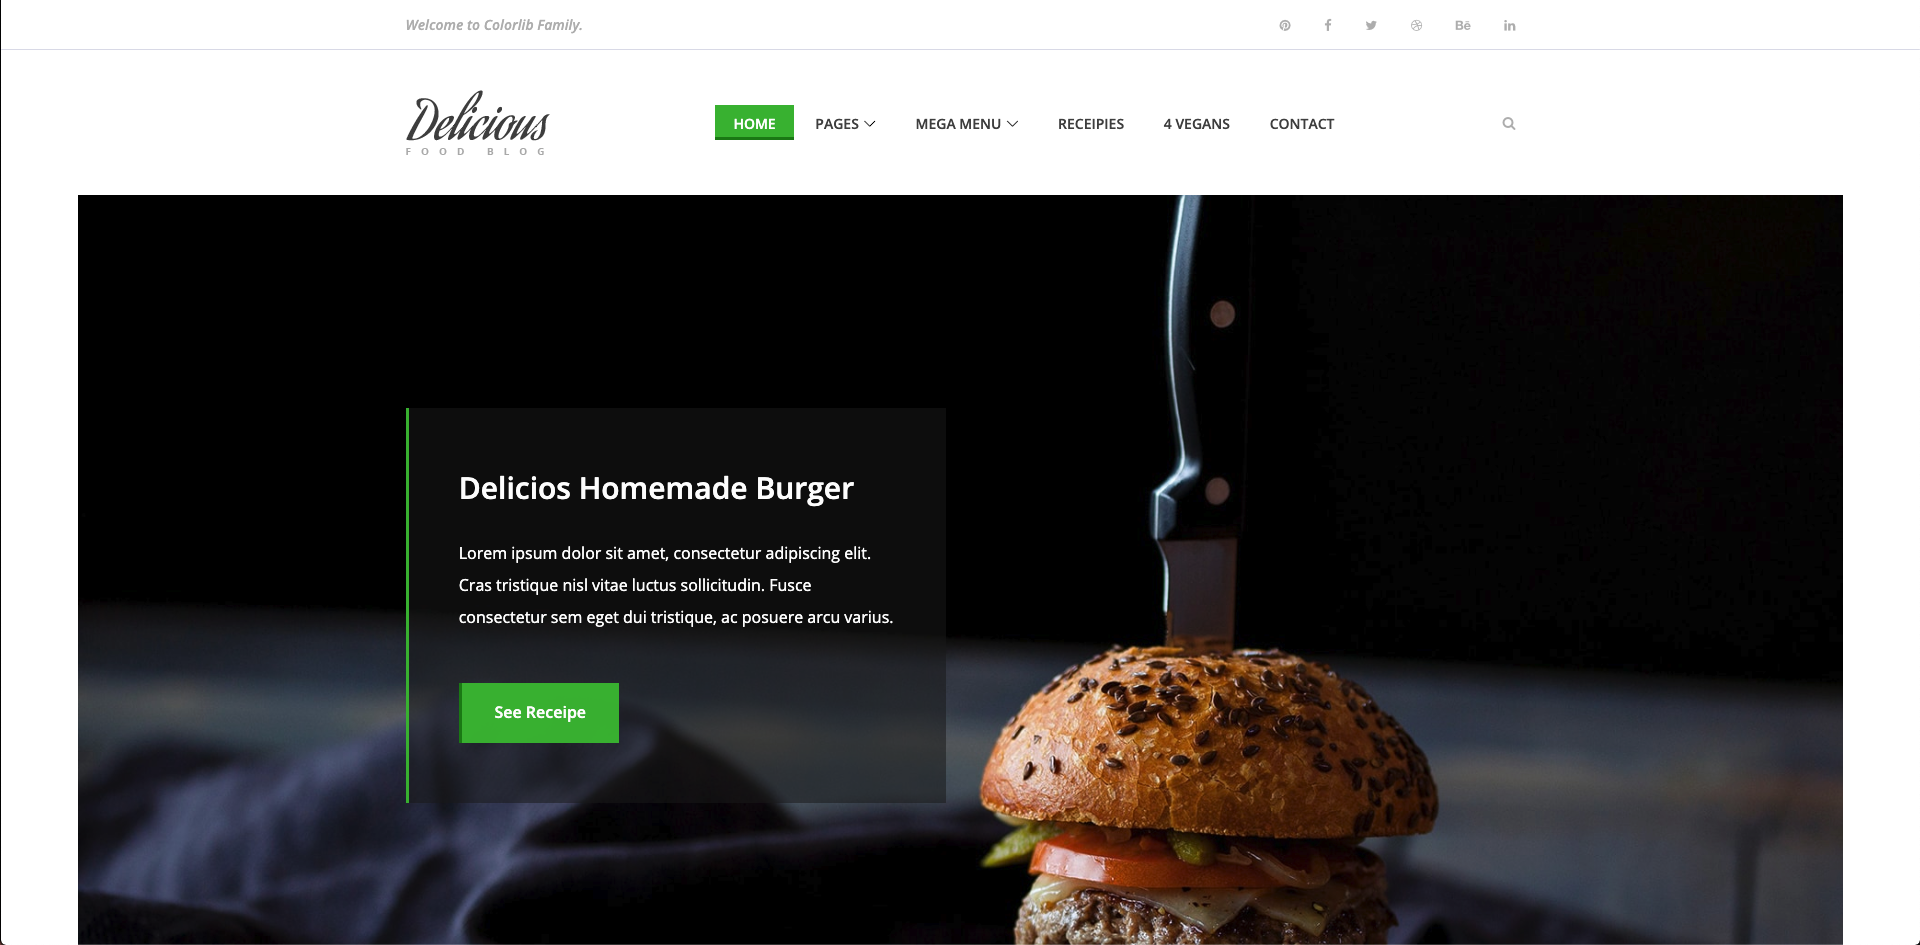 Welcome to Colorlib Family.
Bē
Delicious
FOOD BLOG
HOME PAGES MEGA MENU RECEIPIES 4 VEGANS CONTACT
Delicios Homemade Burger
Lorem ipsum dolor sit amet, consectetur adipiscing elit.
Cras tristique nisl vitae luctus sollicitudin. Fusce
consectetur sem eget dui tristique, ac posuere arcu varius.
See Receipe